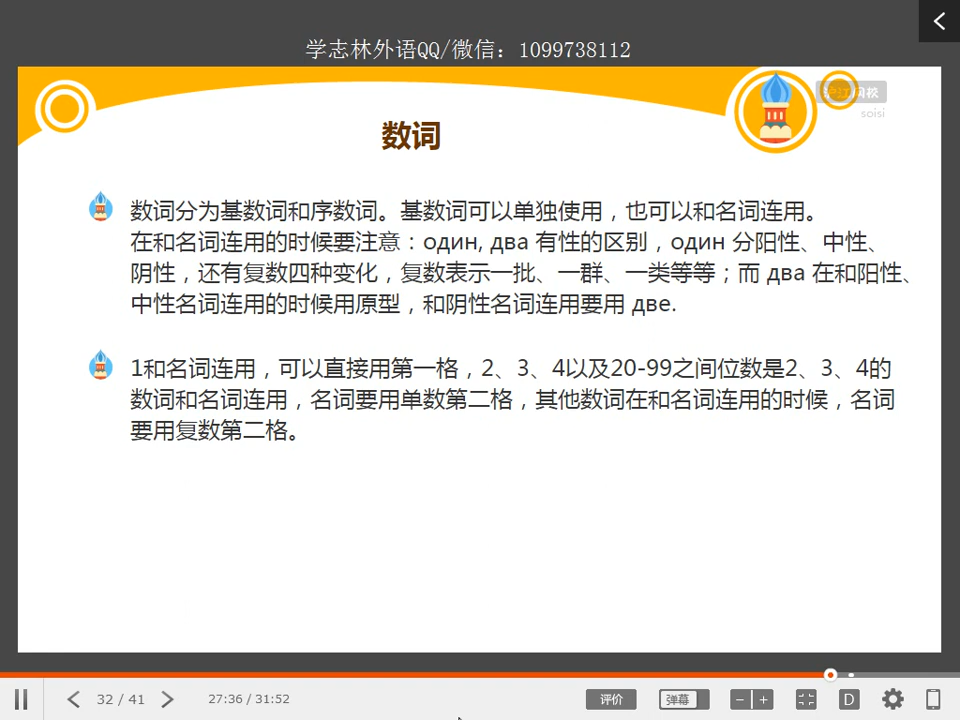 学志林外语QQ/微信：1099738112
soisi
数词
数词分为基数词和序数词。基数词可以单独使用，也可以和名词连用。
在和名词连用的时候要注意：один, два 有性的区别，один 分阳性、中性、
阴性，还有复数四种变化，复数表示一批、一群、一类等等；而 два 在和阳性、
中性名词连用的时候用原型，和阴性名词连用要用 две.
1和名词连用，可以直接用第一格，2、3、4以及20-99之间位数是2、3、4的
数词和名词连用，名词要用单数第二格，其他数词在和名词连用的时候，名词
要用复数第二格。
32 / 41
27:36 / 31:52
评价
弹幕
D